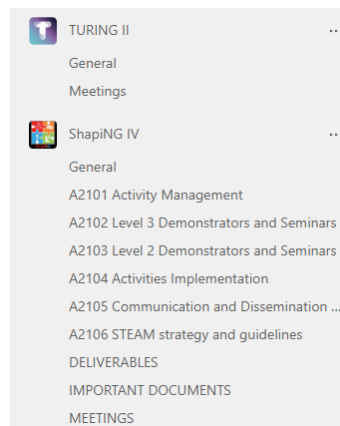 TURING II
General
Meetings
ShapiNG IV
General
A2101 Activity Management
A2102 Level 3 Demonstrators and Seminars
A2103 Level 2 Demonstrators and Seminars
A2104 Activities Implementation
A2105 Communication and Dissemination ...
A2106 STEAM strategy and guidelines
DELIVERABLES
IMPORTANT DOCUMENTS
MEETINGS